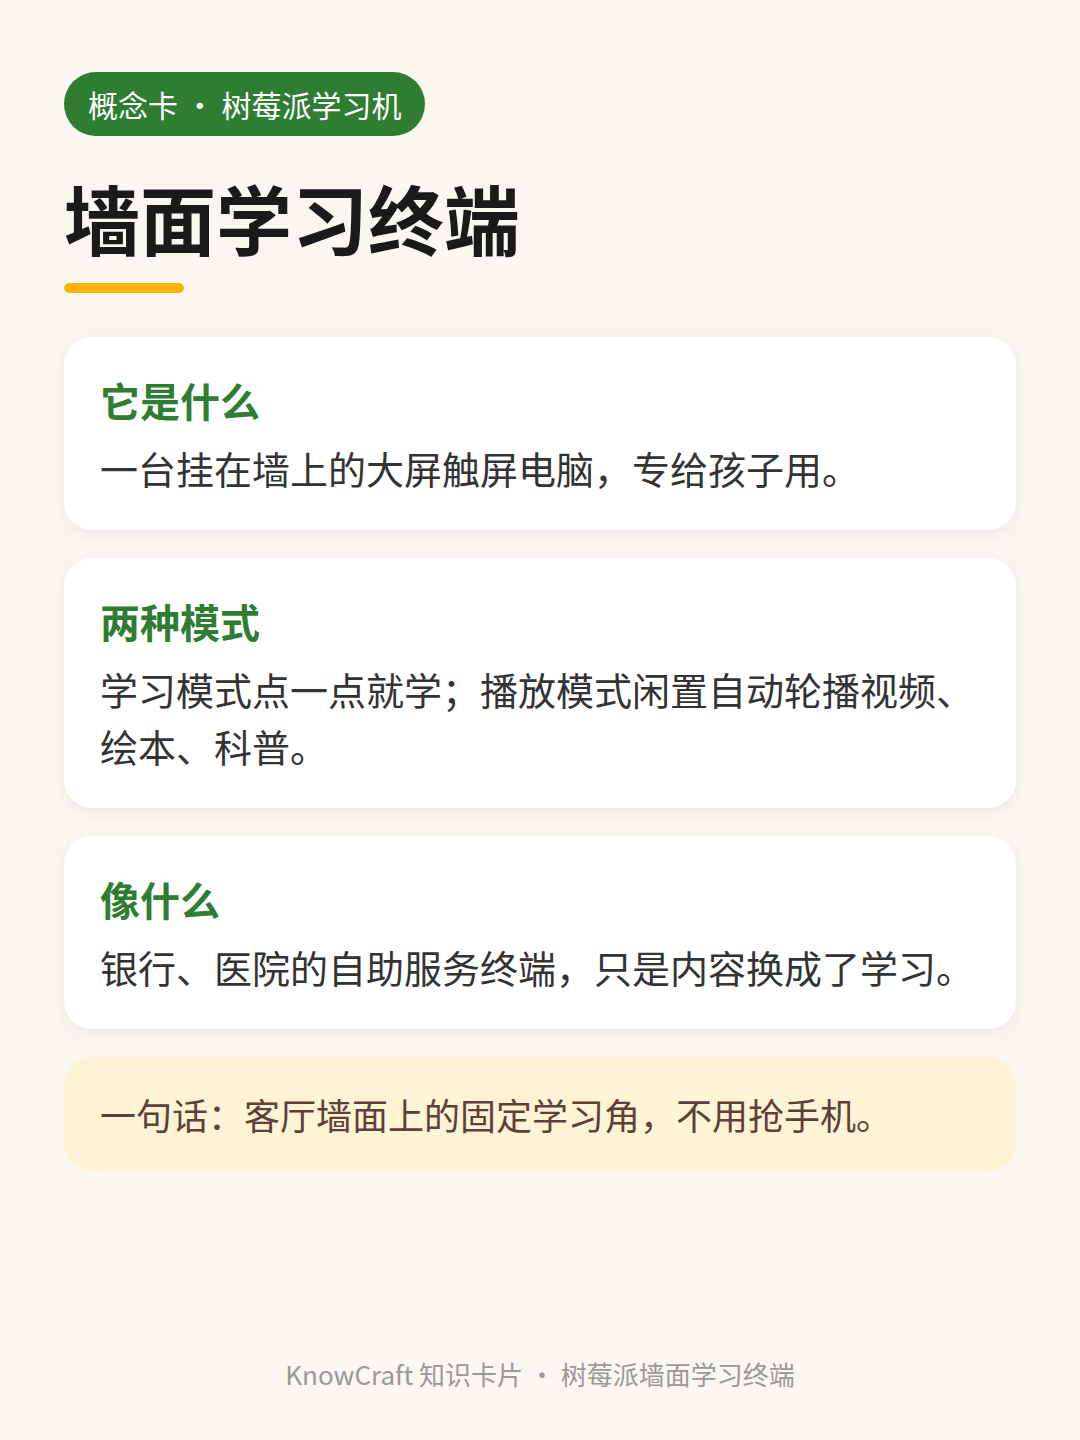 概念卡 · 树莓派学习机
墙面学习终端
它是什么
一台挂在墙上的大屏触屏电脑，专给孩子用。
两种模式
学习模式点一点就学；播放模式闲置自动轮播视频、
绘本、科普。
像什么
银行、医院的自助服务终端，只是内容换成了学习。
一句话：客厅墙面上的固定学习角，不用抢手机。
KnowCraft 知识卡片 · 树莓派墙面学习终端